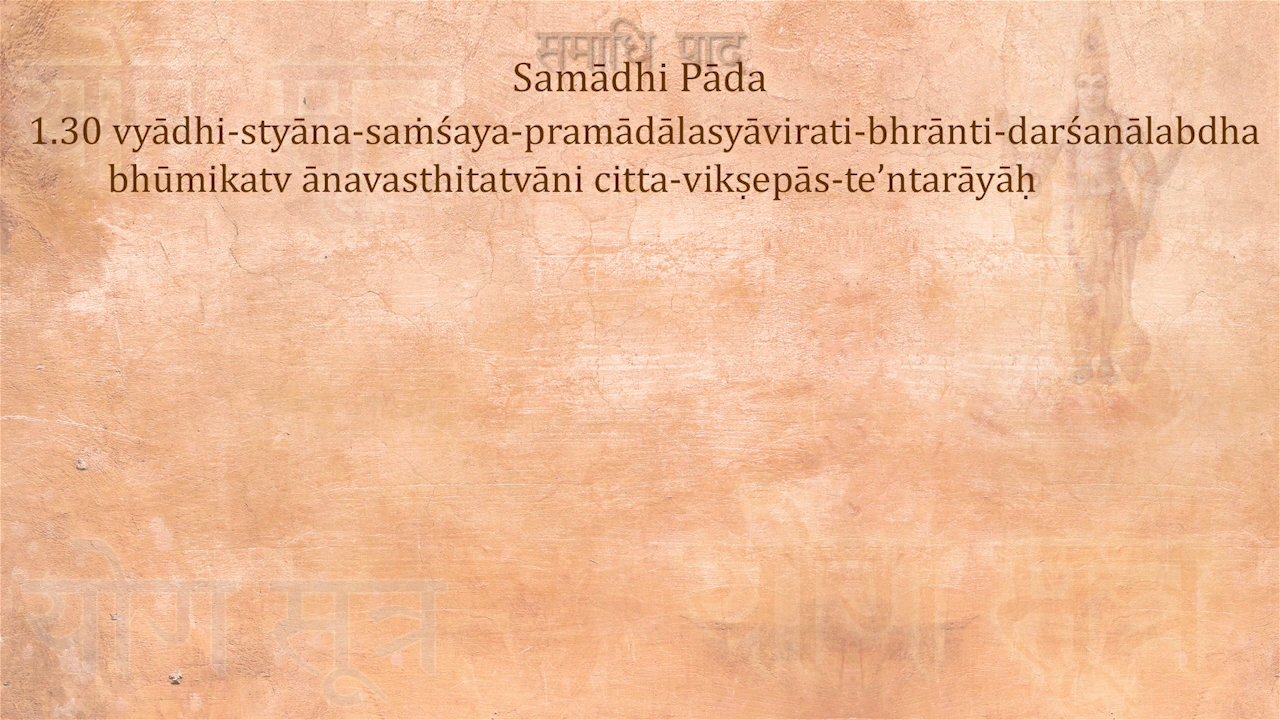 समाधि पाद
Samādhi Pāda
योग सूत्र
1.30 vyādhi-styāna-saṁśaya-pramādālasyāvirati-bhrānti-darśanālabdha
bhūmikatv ānavasthitatvāni citta-vikṣepās-te’ntarāyāḥ
योग सूत्र
योग सूत्र